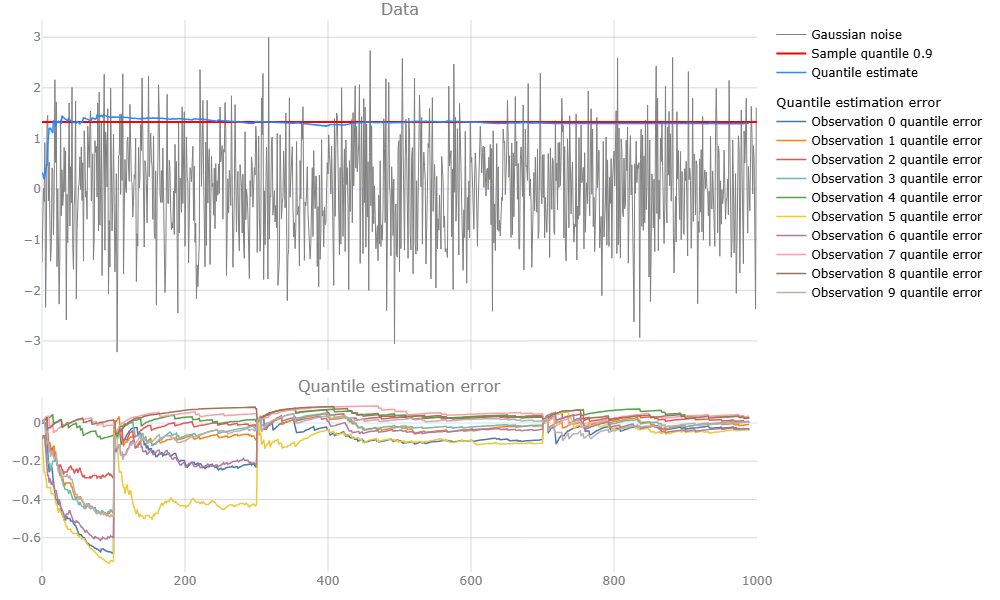 Data
3
2
1
0
−1
−2
−3
Gaussian noise
Sample quantile 0.9
Quantile estimate
Quantile estimation error
Observation 0 quantile error
Observation 1 quantile error
Observation 2 quantile error
Observation 3 quantile error
Observation 4 quantile error
Observation 5 quantile error
Observation 6 quantile error
Observation 7 quantile error
Observation 8 quantile error
Observation 9 quantile error
Quantile estimation error
0
−0.2
−0.4
−0.6
0 200 400 600 800 1000